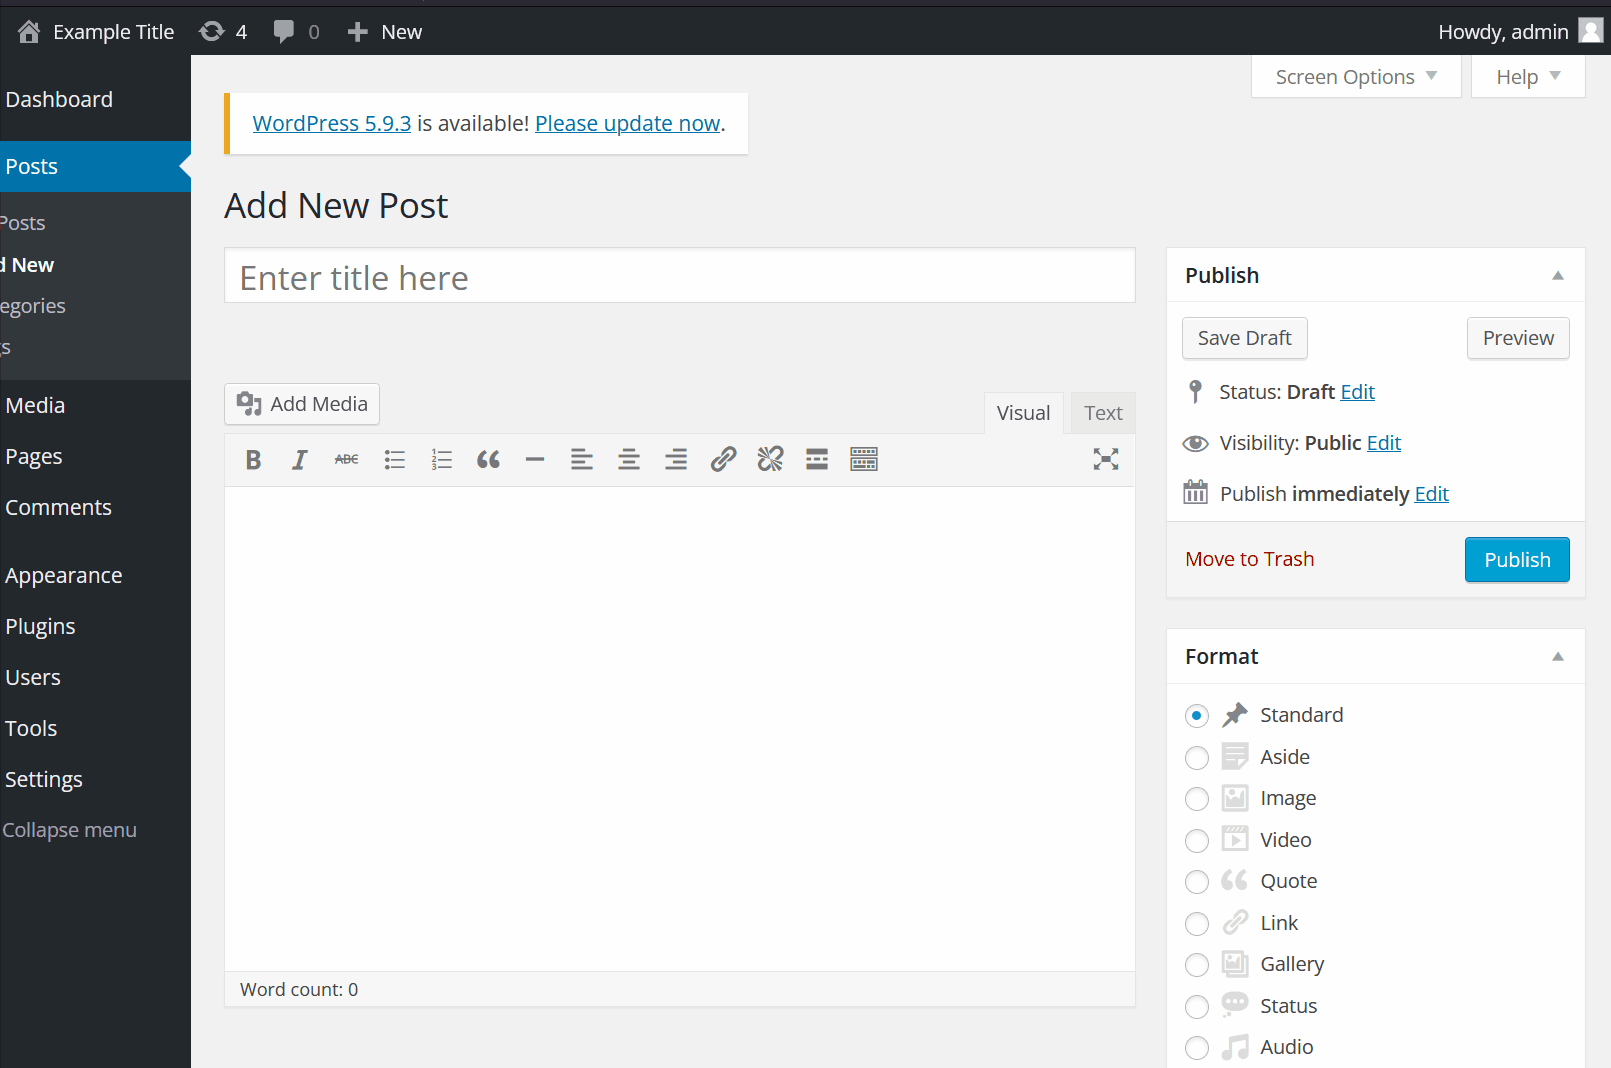 Example Title 4 0 New Howdy, admin
Screen Options Help
Dashboard
Posts
Posts
d New
egories
s
Media
Pages
Comments
Appearance
Plugins
Users
Tools
Settings
Collapse menu
WordPress 5.9.3 is available! Please update now.
Add New Post
Enter title here
Add Media
Visual Text
B I ABC
Word count: 0
Publish
Save Draft Preview
Status: Draft Edit
Visibility: Public Edit
Publish immediately Edit
Move to Trash Publish
Format
Standard
Aside
Image
Video
Quote
Link
Gallery
Status
Audio